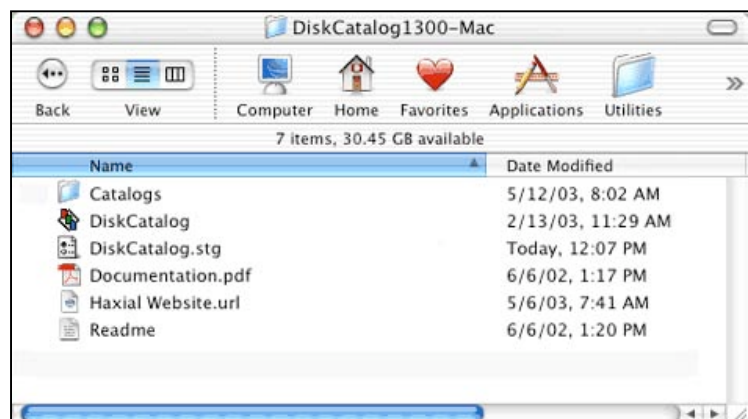 DiskCatalog1300-Mac
Back View Computer Home Favorites Applications Utilities
7 items, 30.45 GB available
Name Date Modified
Catalogs 5/12/03, 8:02 AM
DiskCatalog 2/13/03, 11:29 AM
DiskCatalog.stg Today, 12:07 PM
Documentation.pdf 6/6/02, 1:17 PM
Haxial Website.url 5/6/03, 7:41 AM
Readme 6/6/02, 1:20 PM